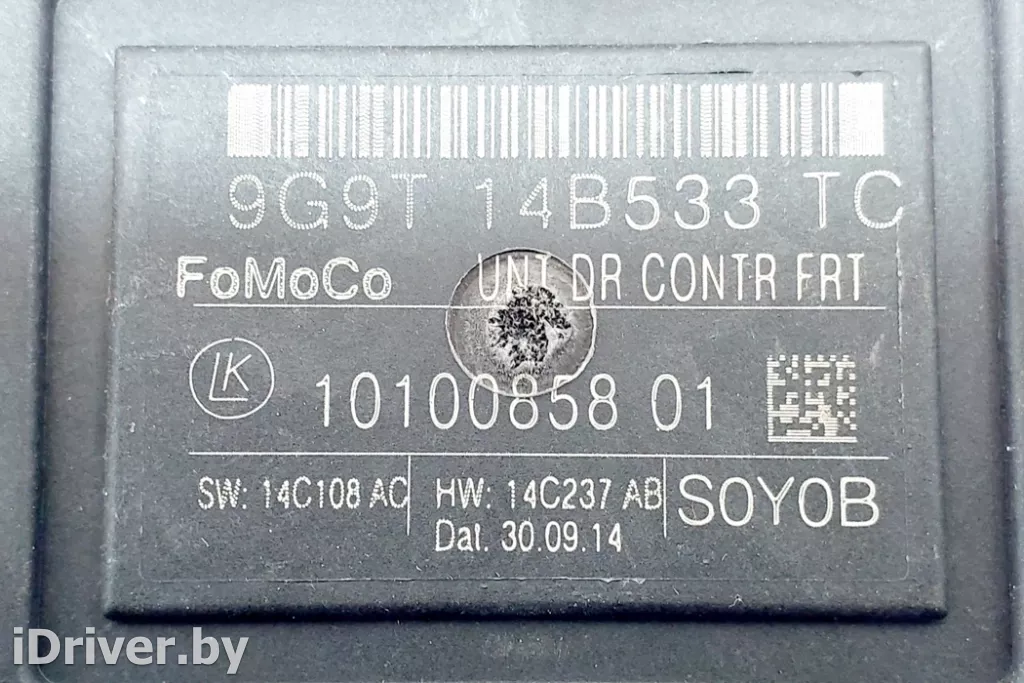 9G9T 14B533 TC
FoMoCo UNT DR CONTR FRT
LK 10100858 01
SW: 14C108 AC HW: 14C237 AB SOYOB
Dat. 30.09.14
iDriver.by